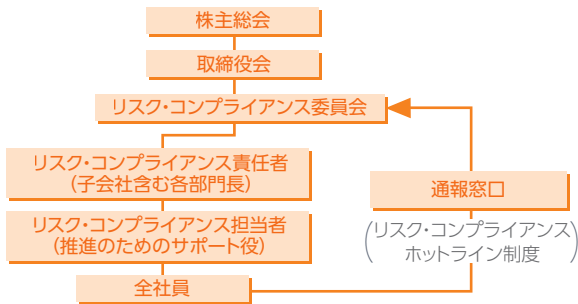 株主総会
取締役会
リスク・コンプライアンス委員会
リスク・コンプライアンス責任者
（子会社含む各部門長）
リスク・コンプライアンス担当者
（推進のためのサポート役）
全社員
通報窓口
（リスク・コンプライアンス
ホットライン制度）